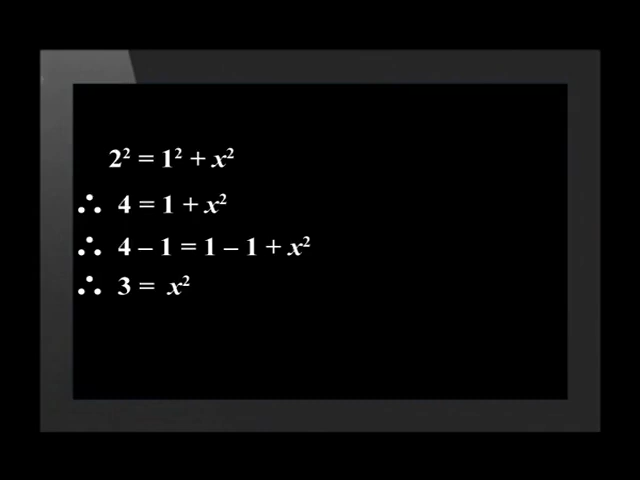 2² = 1² + x²
∴ 4 = 1 + x²
∴ 4 – 1 = 1 – 1 + x²
∴ 3 = x²